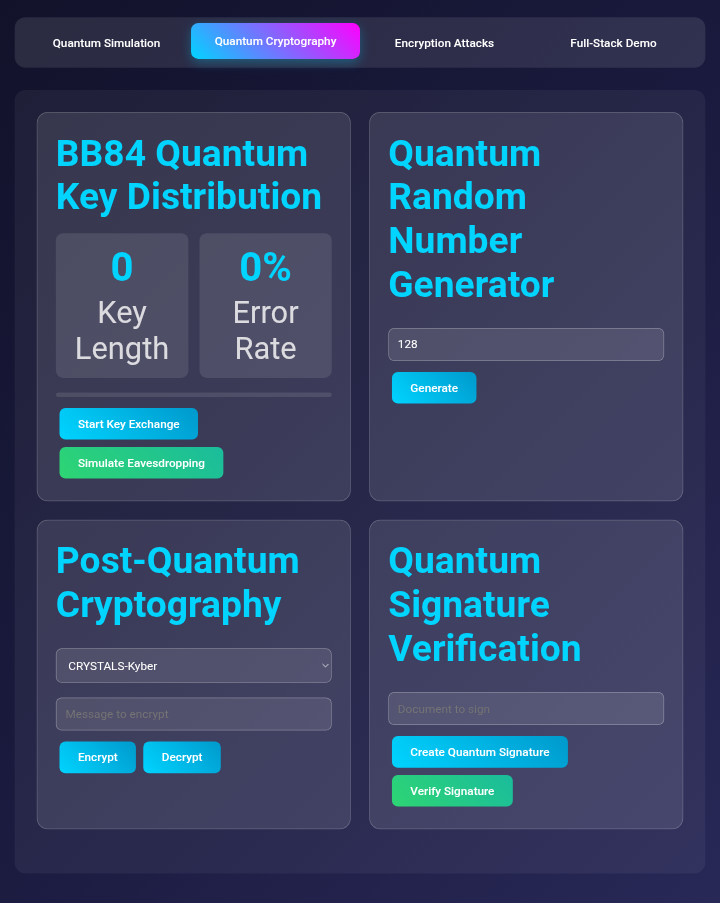 Quantum Simulation
Quantum Cryptography
Encryption Attacks
Full-Stack Demo
BB84 Quantum
Key Distribution
0
Key
Length
0%
Error
Rate
Start Key Exchange
Simulate Eavesdropping
Quantum
Random
Number
Generator
128
Generate
Post-Quantum
Cryptography
CRYSTALS-Kyber
Message to encrypt
Encrypt
Decrypt
Quantum
Signature
Verification
Document to sign
Create Quantum Signature
Verify Signature